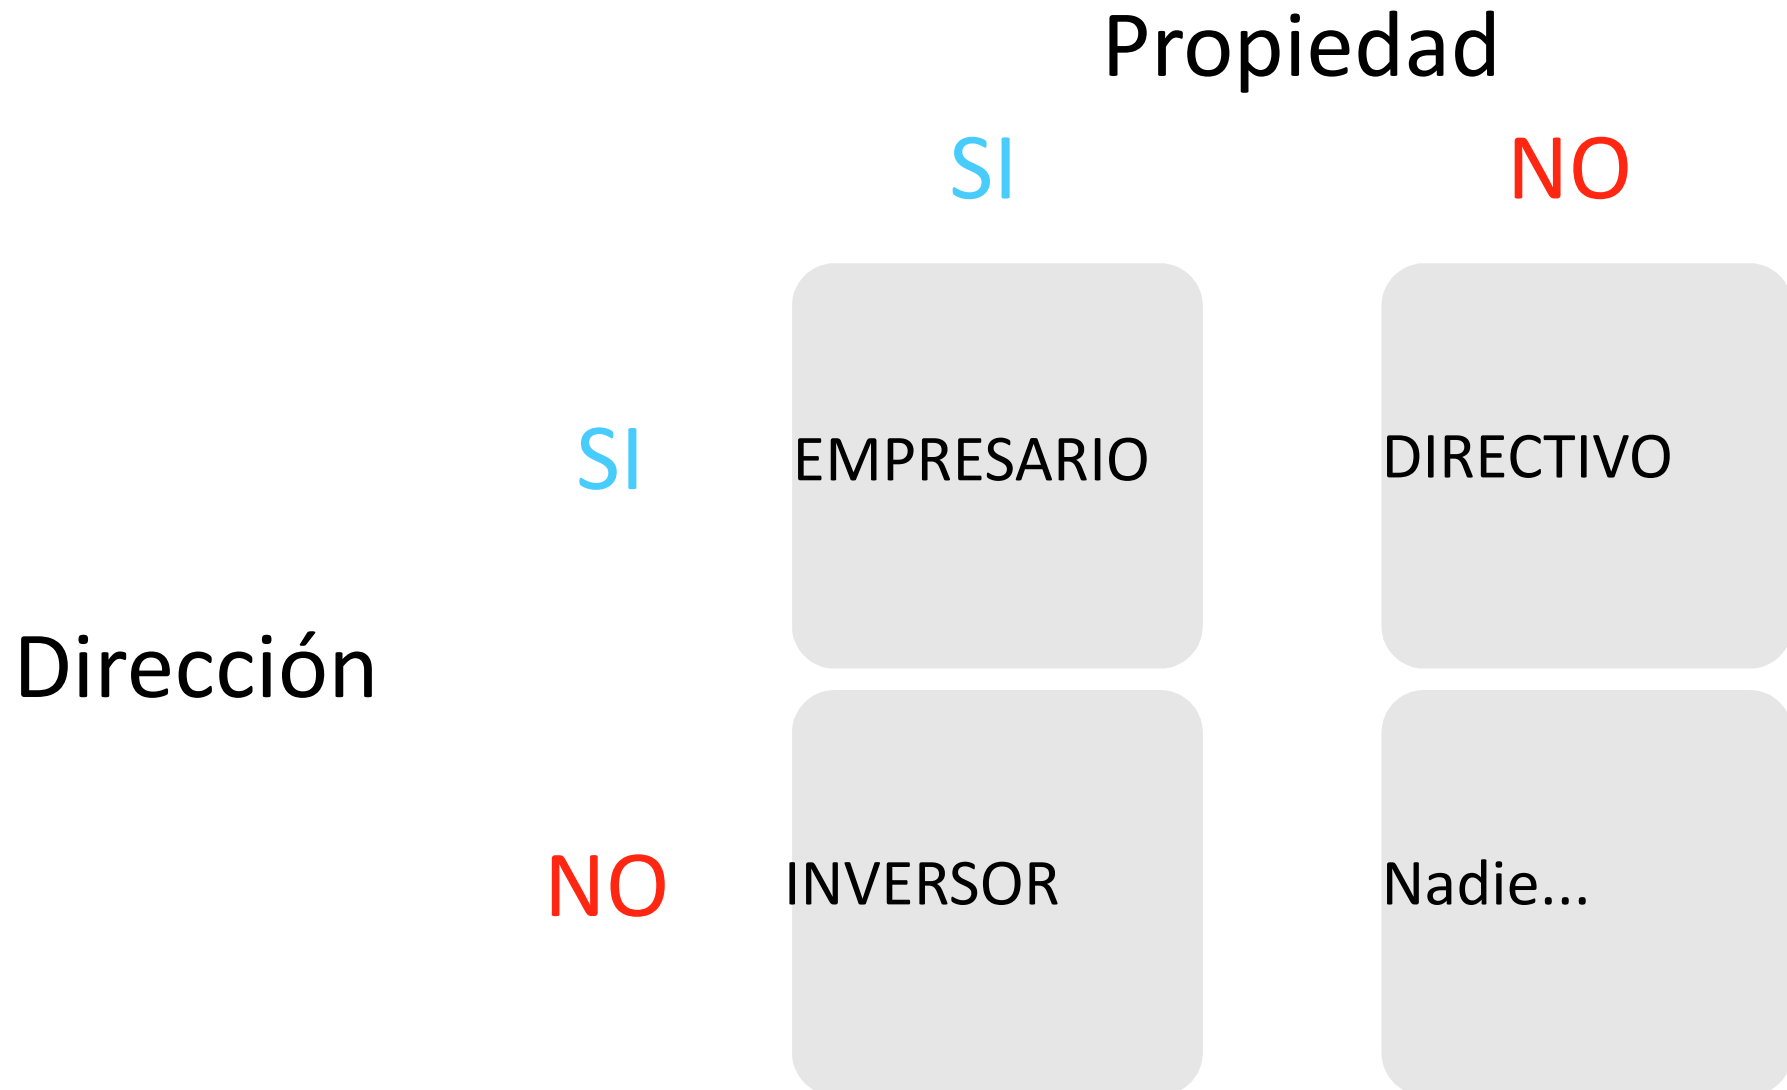 Propiedad
SI NO
SI EMPRESARIO DIRECTIVO
Dirección
NO INVERSOR Nadie...